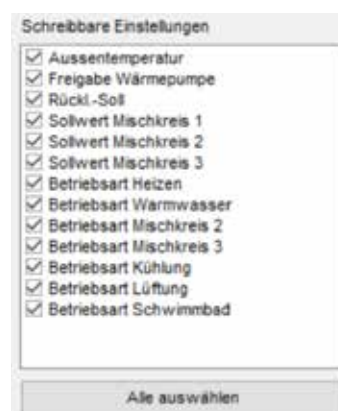 Schreibbare Einstellungen
Aussentemperatur
Freigabe Wärmepumpe
Rückl.-Soll
Sollwert Mischkreis 1
Sollwert Mischkreis 2
Sollwert Mischkreis 3
Betriebsart Heizen
Betriebsart Warmwasser
Betriebsart Mischkreis 2
Betriebsart Mischkreis 3
Betriebsart Kühlung
Betriebsart Lüftung
Betriebsart Schwimmbad
Alle auswählen